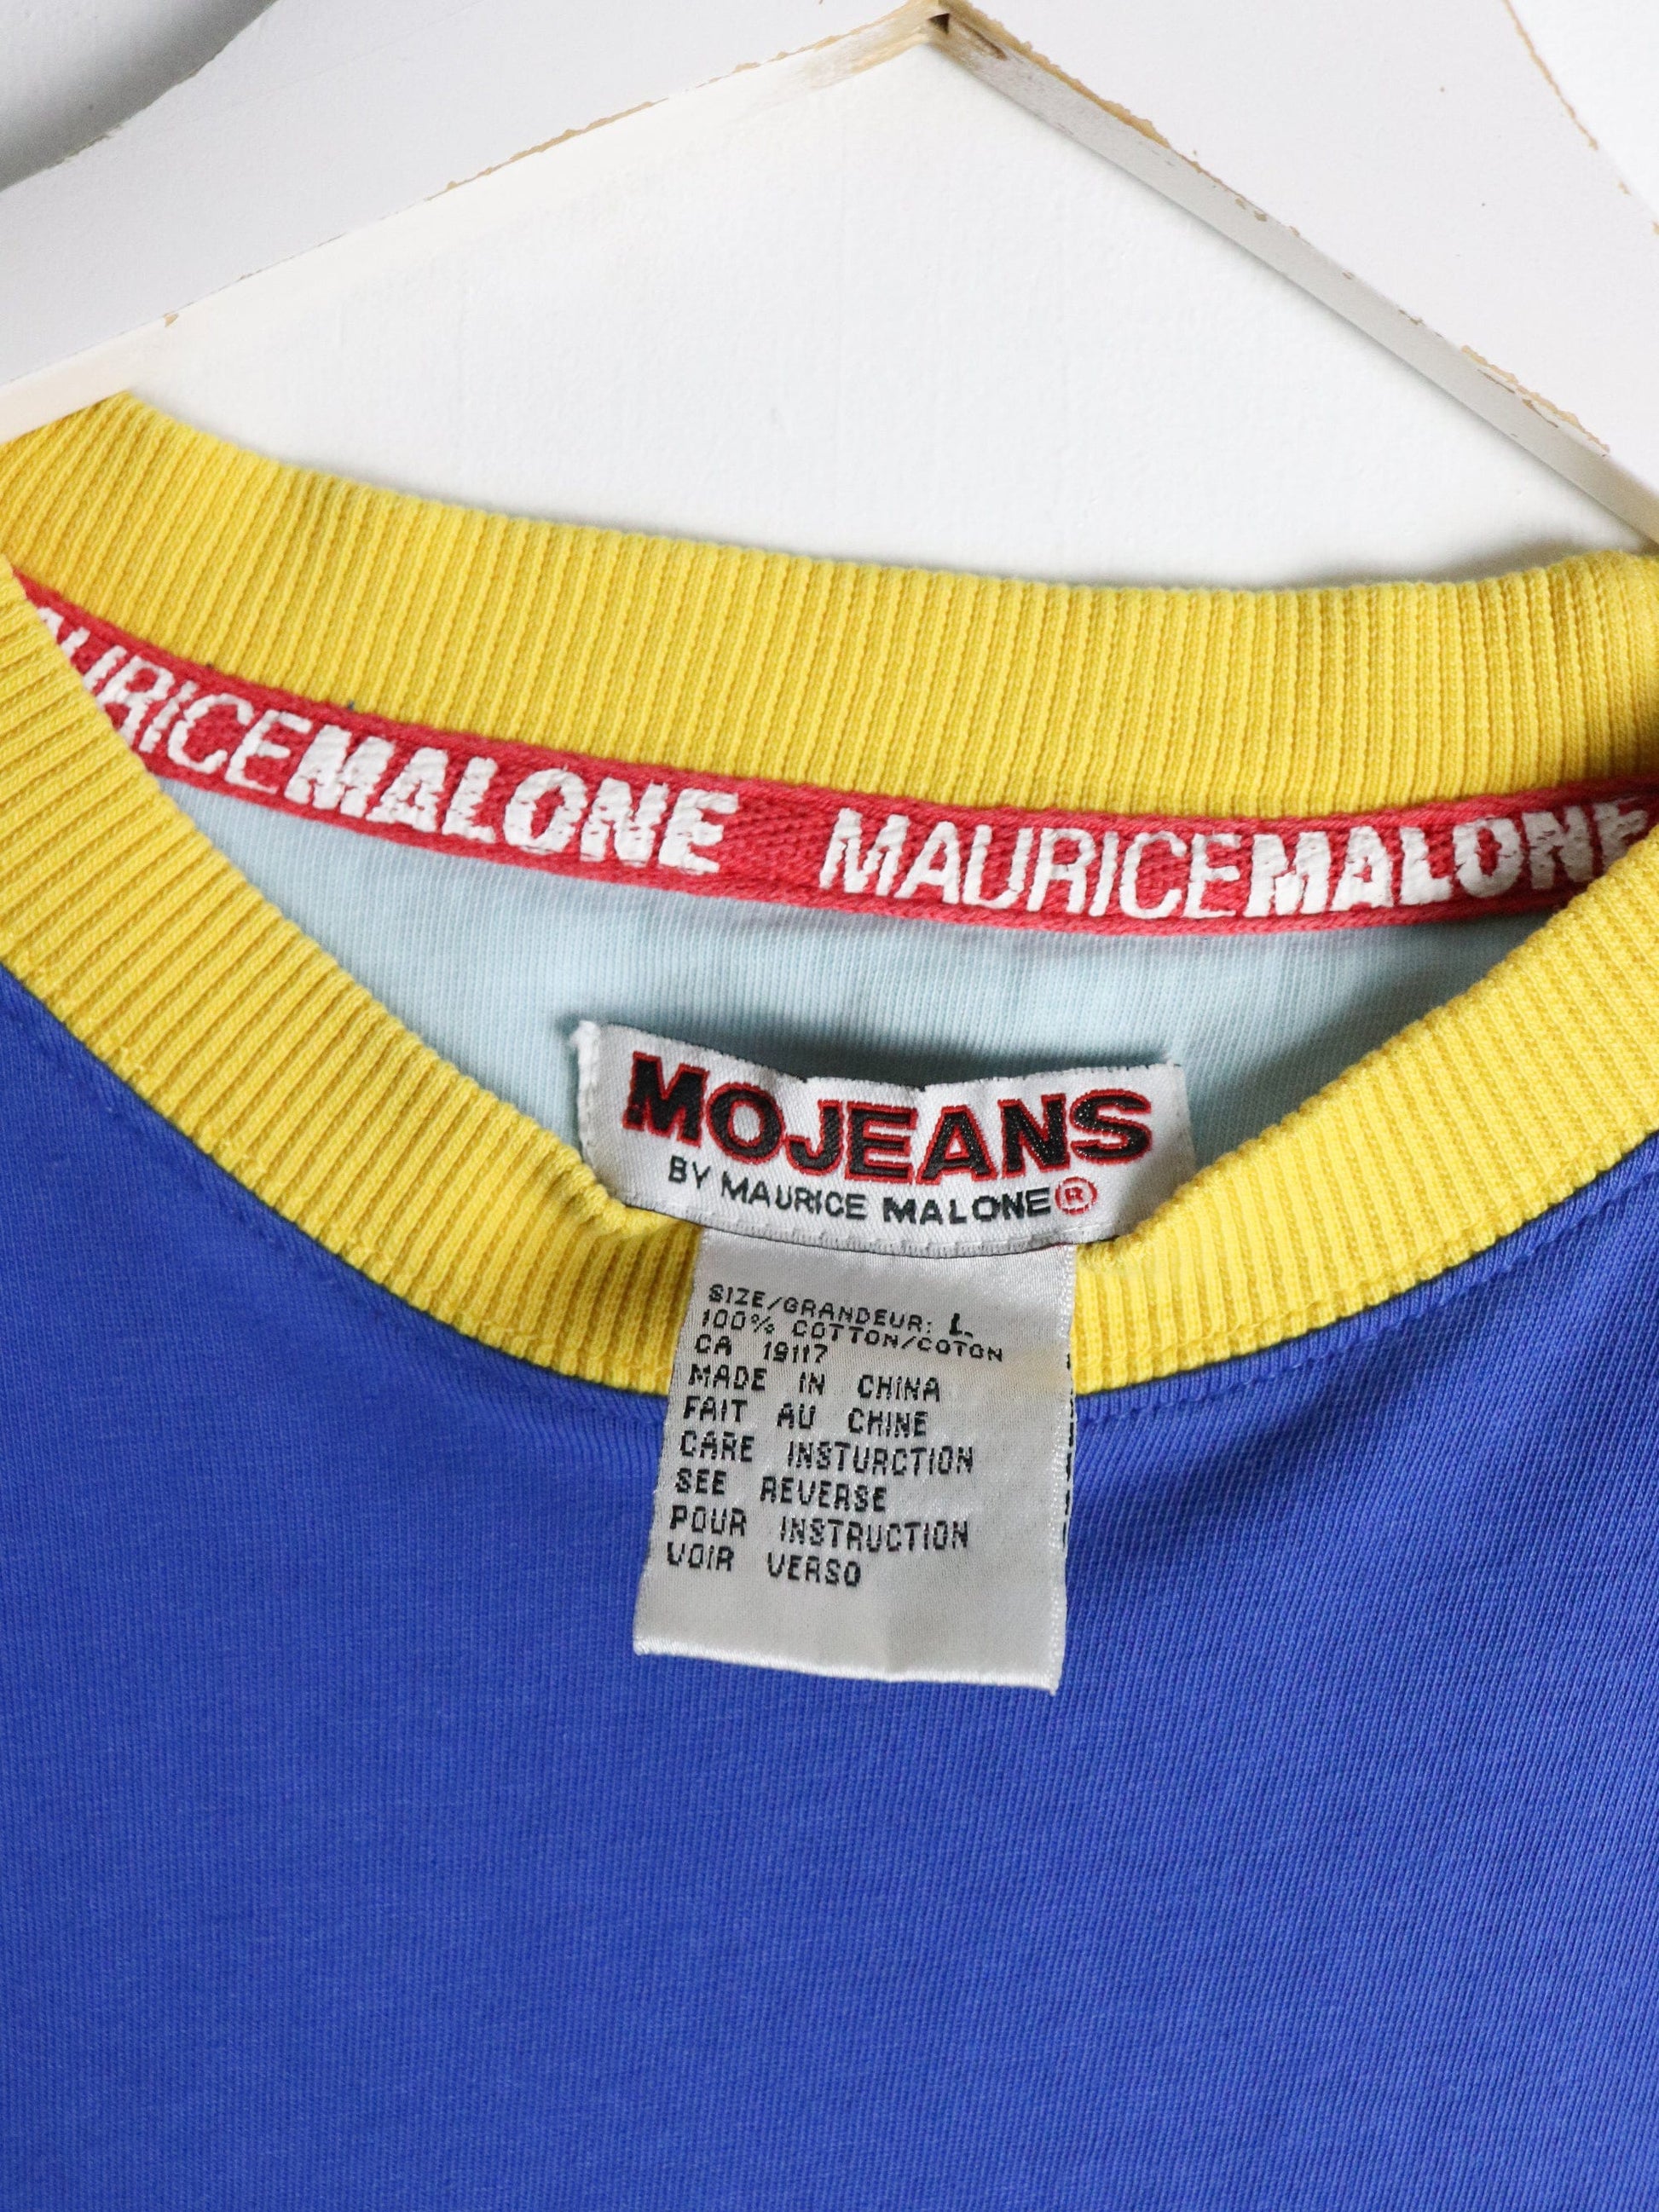 URICEMALONE MAURICEMALONE
MOJEANS
BY MAURICE MALONE®
SIZE/GRANDEUR: L
100% COTTON/COTON
CA 19117
MADE IN CHINA
FAIT AU CHINE
CARE INSTURCTION
SEE REVERSE
POUR INSTRUCTION
VOIR VERSO